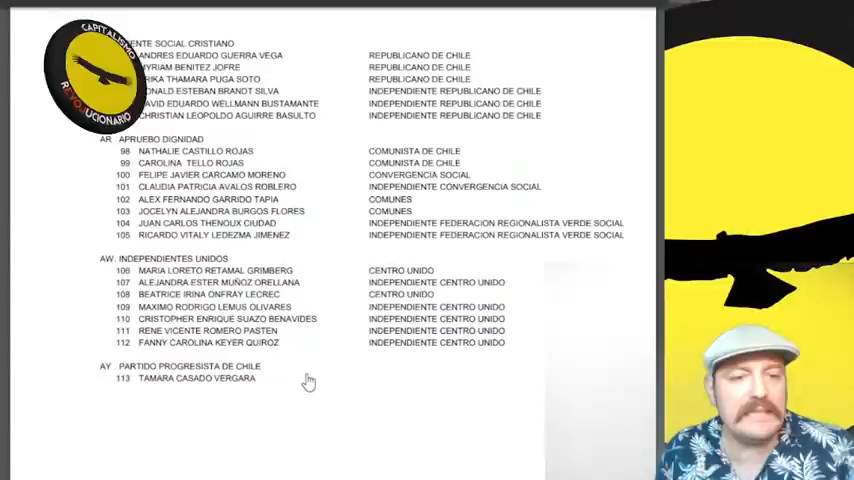 CAPITALISMO
REVOLUCIONARIO
ENTE SOCIAL CRISTIANO
ANDRES EDUARDO GUERRA VEGA REPUBLICANO DE CHILE
MYRIAM BENITEZ JOFRE REPUBLICANO DE CHILE
RIKA THAMARA PUGA SOTO REPUBLICANO DE CHILE
ONALD ESTEBAN BRANDT SILVA INDEPENDIENTE REPUBLICANO DE CHILE
DAVID EDUARDO WELLMANN BUSTAMANTE INDEPENDIENTE REPUBLICANO DE CHILE
CHRISTIAN LEOPOLDO AGUIRRE BASULTO INDEPENDIENTE REPUBLICANO DE CHILE
AR. APRUEBO DIGNIDAD
98 NATHALIE CASTILLO ROJAS COMUNISTA DE CHILE
99 CAROLINA TELLO ROJAS COMUNISTA DE CHILE
100 FELIPE JAVIER CARCAMO MORENO CONVERGENCIA SOCIAL
101 CLAUDIA PATRICIA AVALOS ROBLERO INDEPENDIENTE CONVERGENCIA SOCIAL
102 ALEX FERNANDO GARRIDO TAPIA COMUNES
103 JOCELYN ALEJANDRA BURGOS FLORES COMUNES
104 JUAN CARLOS THENOUX CIUDAD INDEPENDIENTE FEDERACION REGIONALISTA VERDE SOCIAL
105 RICARDO VITALY LEDEZMA JIMENEZ INDEPENDIENTE FEDERACION REGIONALISTA VERDE SOCIAL
AW. INDEPENDIENTES UNIDOS
106 MARIA LORETO RETAMAL GRIMBERG CENTRO UNIDO
107 ALEJANDRA ESTER MUÑOZ ORELLANA INDEPENDIENTE CENTRO UNIDO
108 BEATRICE IRINA ONFRAY LECREC CENTRO UNIDO
109 MAXIMO RODRIGO LEMUS OLIVARES INDEPENDIENTE CENTRO UNIDO
110 CRISTOPHER ENRIQUE SUAZO BENAVIDES INDEPENDIENTE CENTRO UNIDO
111 RENE VICENTE ROMERO PASTEN INDEPENDIENTE CENTRO UNIDO
112 FANNY CAROLINA KEYER QUIROZ INDEPENDIENTE CENTRO UNIDO
AY . PARTIDO PROGRESISTA DE CHILE
113 TAMARA CASADO VERGARA